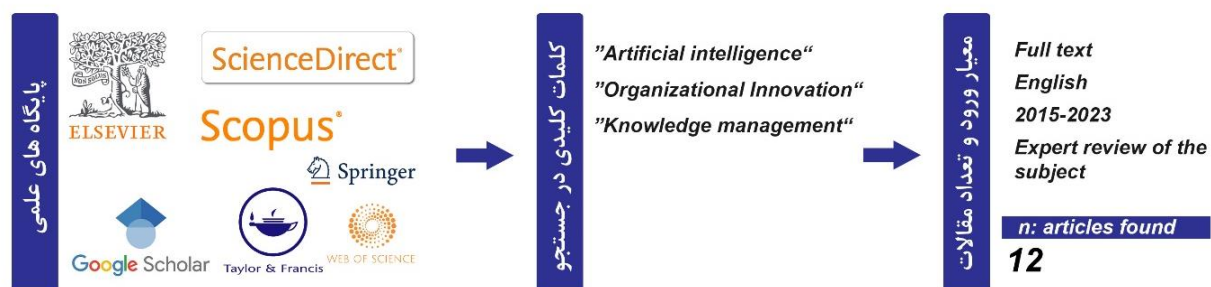 پایگاه های علمی
NON SOLUS
ELSEVIER
ScienceDirect®
Scopus®
Springer
Google Scholar
Taylor & Francis
WEB OF SCIENCE
کلمات کلیدی در جستجو
”Artificial intelligence“
”Organizational Innovation“
”Knowledge management“
معیار ورود و تعداد مقالات
Full text
English
2015-2023
Expert review of the
subject
n: articles found
12